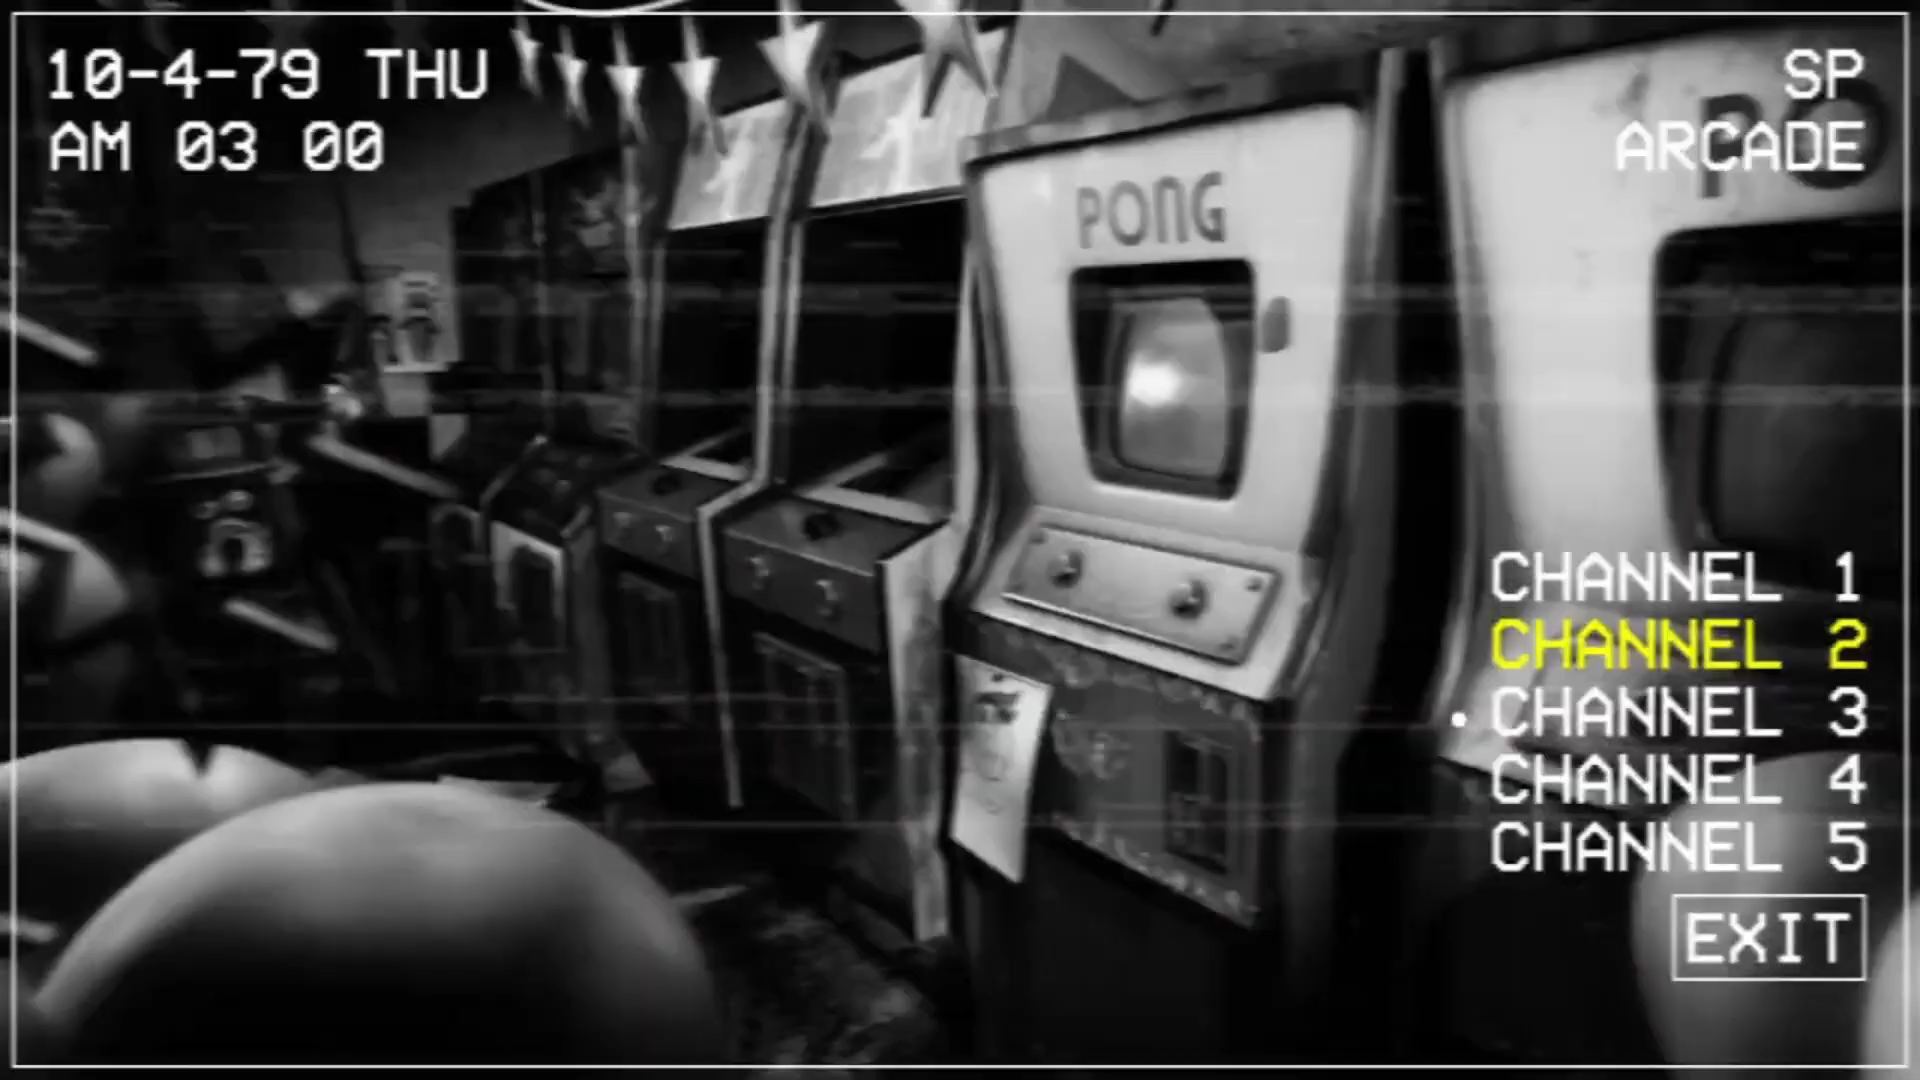 10-4-79 THU
AM 03 00
SP
ARCADE
PONG
PO
CHANNEL 1
CHANNEL 2
CHANNEL 3
CHANNEL 4
CHANNEL 5
EXIT